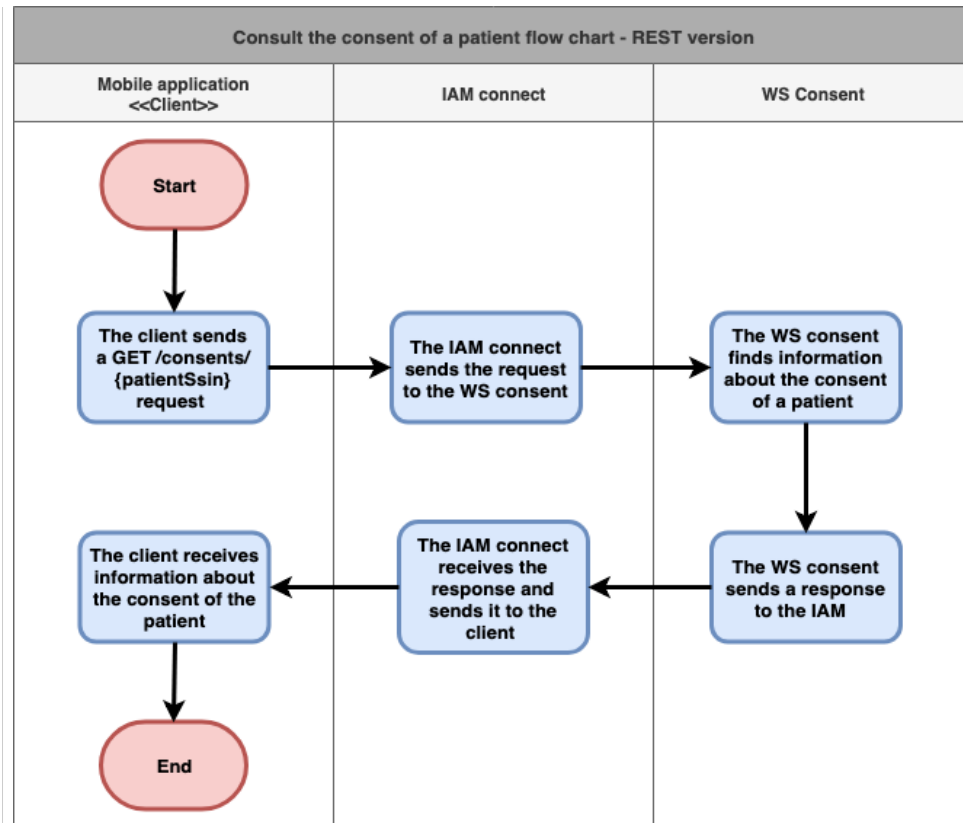 Consult the consent of a patient flow chart - REST version
Mobile application
<<Client>>
IAM connect
WS Consent
Start
The client sends
a GET /consents/
{patientSsin}
request
The IAM connect
sends the request
to the WS consent
The WS consent
finds information
about the consent
of a patient
The client receives
information about
the consent of the
patient
The IAM connect
receives the
response and
sends it to the
client
The WS consent
sends a response
to the IAM
End